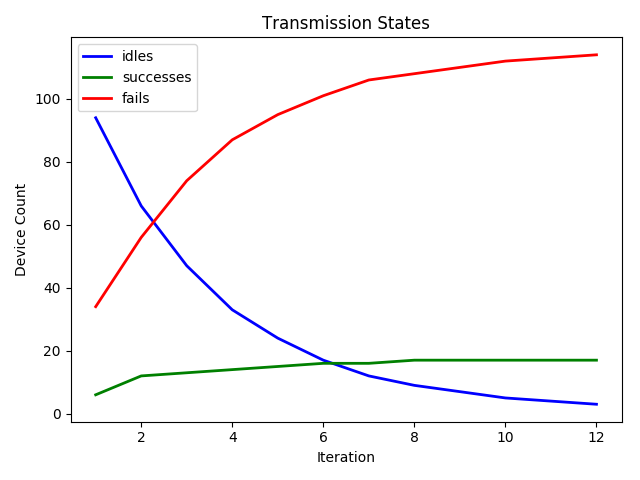 Transmission States
idles
successes
fails
Device Count
100
80
60
40
20
0
2 4 6 8 10 12
Iteration